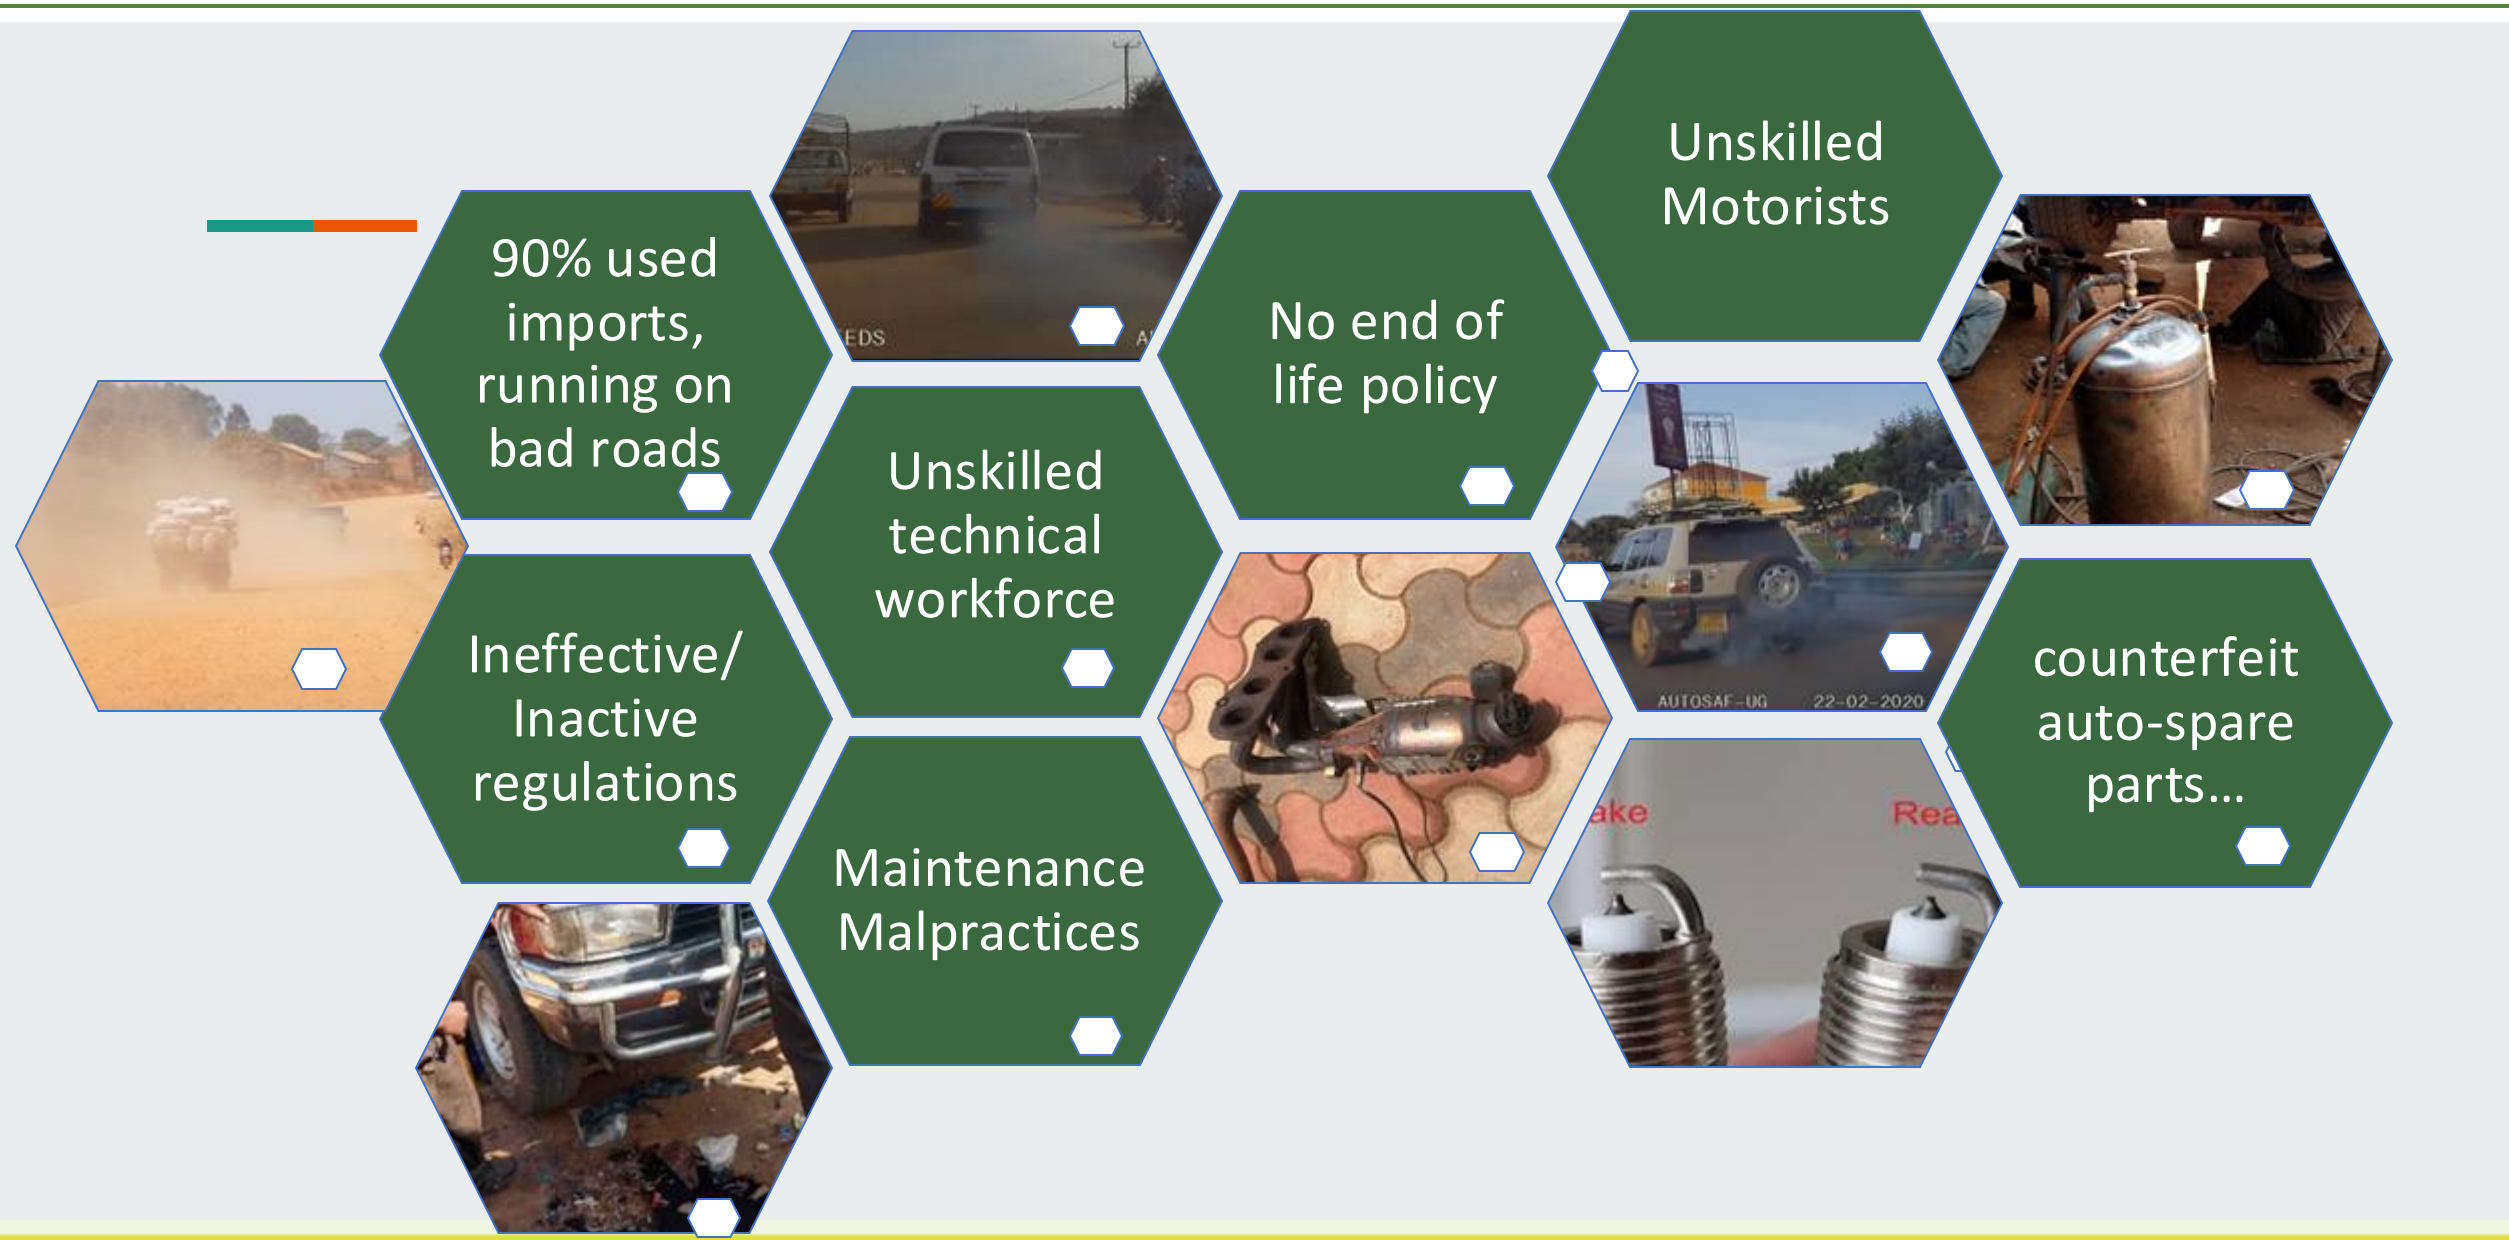 90% used
imports,
running on
bad roads
EDS
No end of
life policy
Unskilled
Motorists
Unskilled
technical
workforce
Ineffective/
Inactive
regulations
AUTOSAF-UG 22-02-2020
counterfeit
auto-spare
parts...
Maintenance
Malpractices
ake Rea